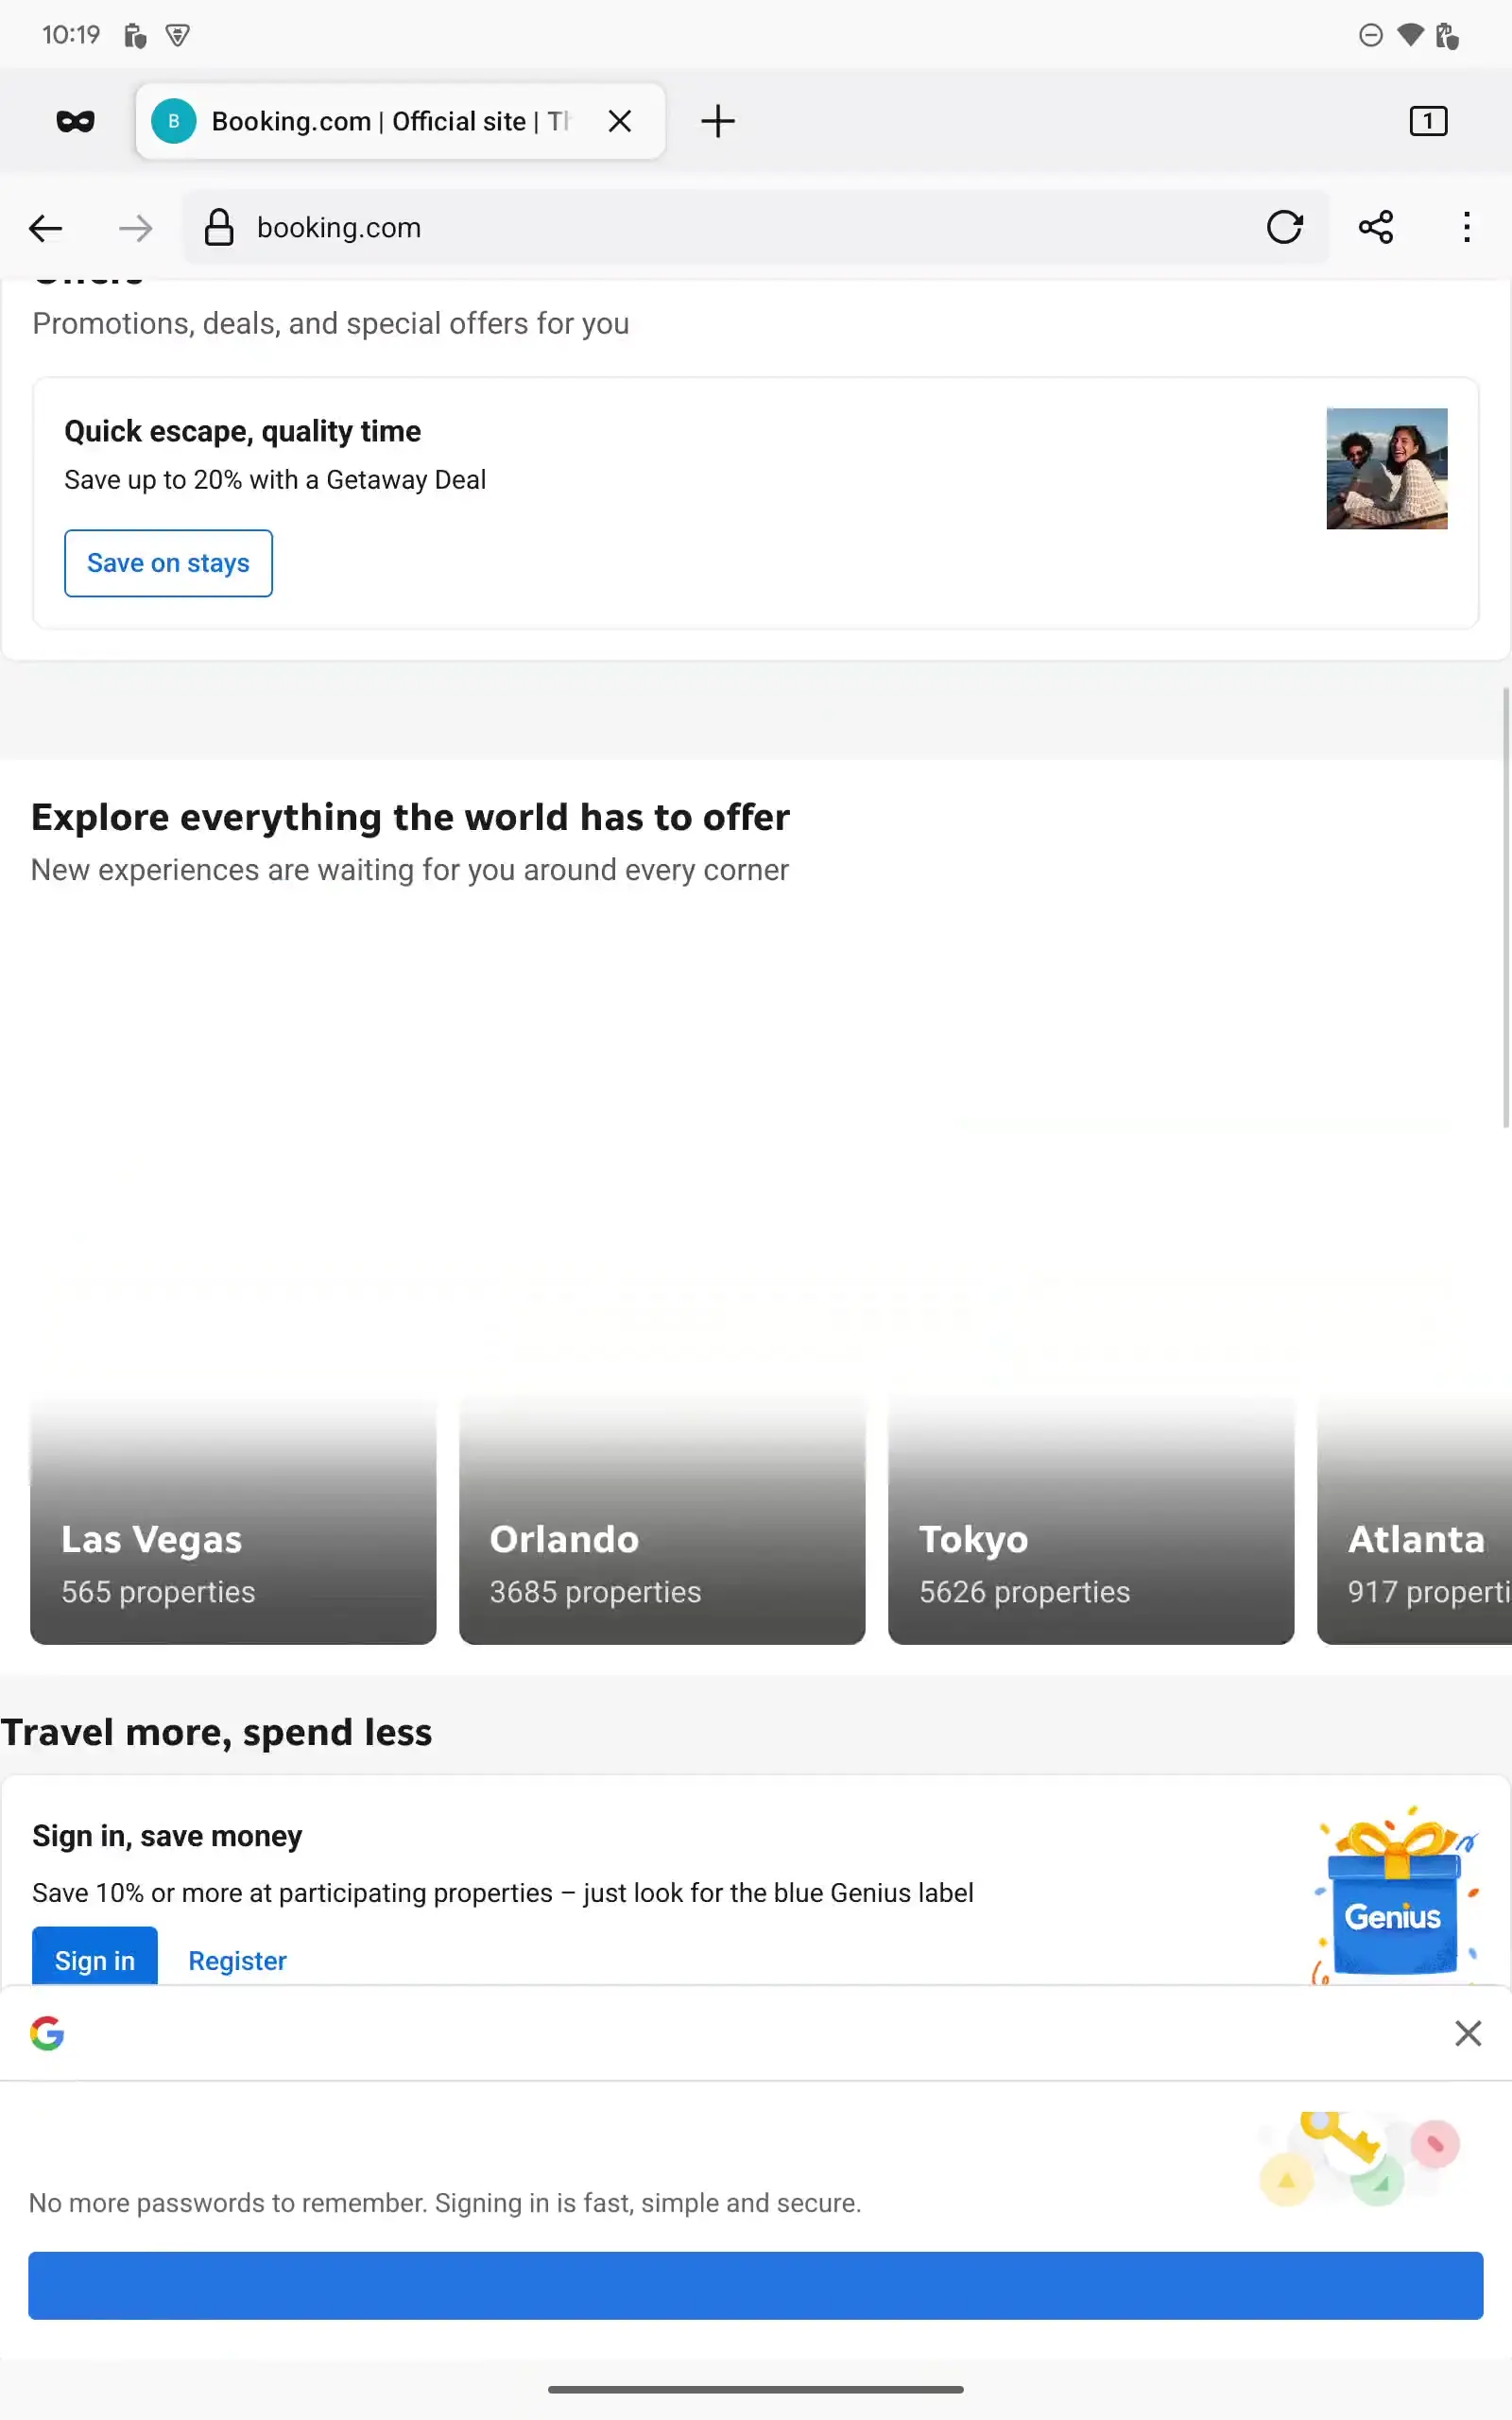 10:19
B
Booking.com | Official site | Th
1
booking.com
Offers
Promotions, deals, and special offers for you
Quick escape, quality time
Save up to 20% with a Getaway Deal
Save on stays
Explore everything the world has to offer
New experiences are waiting for you around every corner
Las Vegas
565 properties
Orlando
3685 properties
Tokyo
5626 properties
Atlanta
917 properti
Travel more, spend less
Sign in, save money
Save 10% or more at participating properties – just look for the blue Genius label
Genius
Sign in
Register
No more passwords to remember. Signing in is fast, simple and secure.